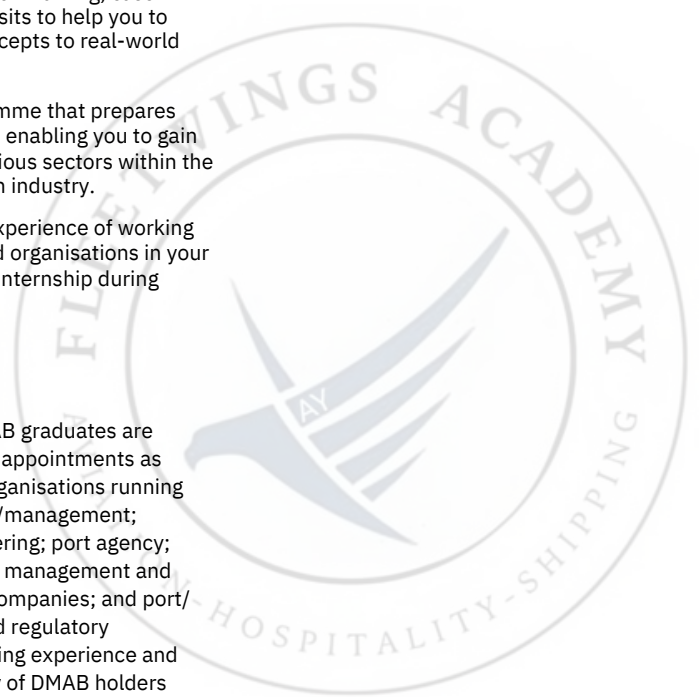 sits to help you to
cepts to real-world
mme that prepares
enabling you to gain
ious sectors within the
industry.
xperience of working
d organisations in your
nternship during
AB graduates are
appointments as
ganisations running
/management;
ering; port agency;
management and
ompanies; and port/
d regulatory
ing experience and
of DMAB holders
FLEETWINGS ACADEMY
AY
ON-HOSPITALITY-SHIPPING